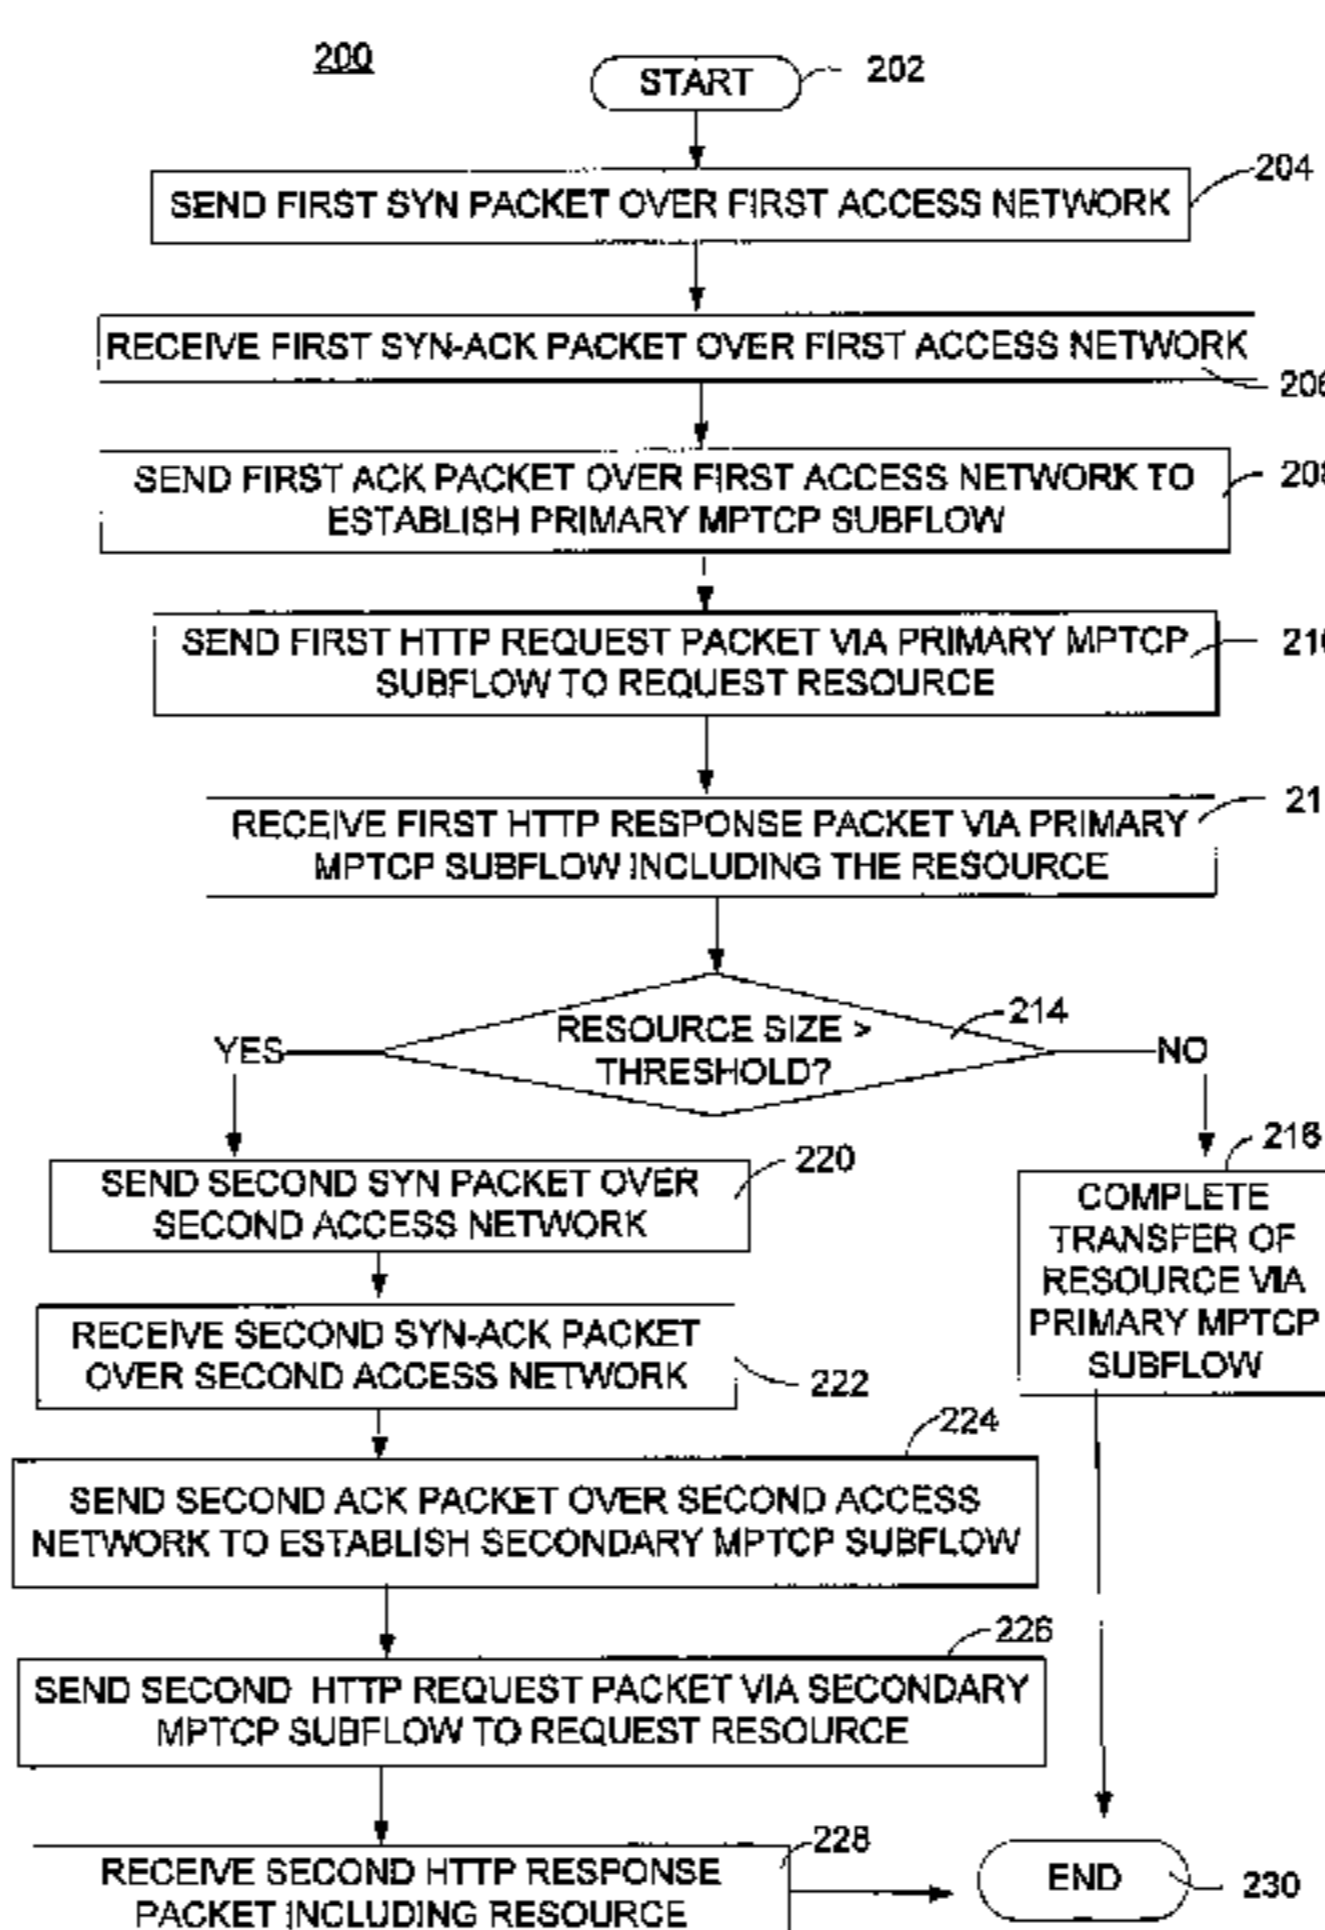 200
START
202
SEND FIRST SYN PACKET OVER FIRST ACCESS NETWORK
204
RECEIVE FIRST SYN-ACK PACKET OVER FIRST ACCESS NETWORK
206
SEND FIRST ACK PACKET OVER FIRST ACCESS NETWORK TO
ESTABLISH PRIMARY MPTCP SUBFLOW
208
SEND FIRST HTTP REQUEST PACKET VIA PRIMARY MPTCP
SUBFLOW TO REQUEST RESOURCE
210
RECEIVE FIRST HTTP RESPONSE PACKET VIA PRIMARY
MPTCP SUBFLOW INCLUDING THE RESOURCE
21
RESOURCE SIZE >
THRESHOLD?
214
YES
NO
SEND SECOND SYN PACKET OVER
SECOND ACCESS NETWORK
220
216
COMPLETE
TRANSFER OF
RESOURCE VIA
PRIMARY MPTCP
SUBFLOW
RECEIVE SECOND SYN-ACK PACKET
OVER SECOND ACCESS NETWORK
222
224
SEND SECOND ACK PACKET OVER SECOND ACCESS
NETWORK TO ESTABLISH SECONDARY MPTCP SUBFLOW
226
SEND SECOND HTTP REQUEST PACKET VIA SECONDARY
MPTCP SUBFLOW TO REQUEST RESOURCE
228
RECEIVE SECOND HTTP RESPONSE
PACKET INCLUDING RESOURCE
END
230